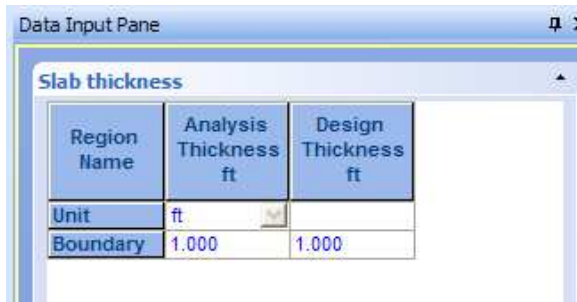 Data Input Pane
Slab thickness
Region Name
Analysis Thickness ft
Design Thickness ft
Unit ft
Boundary 1.000 1.000